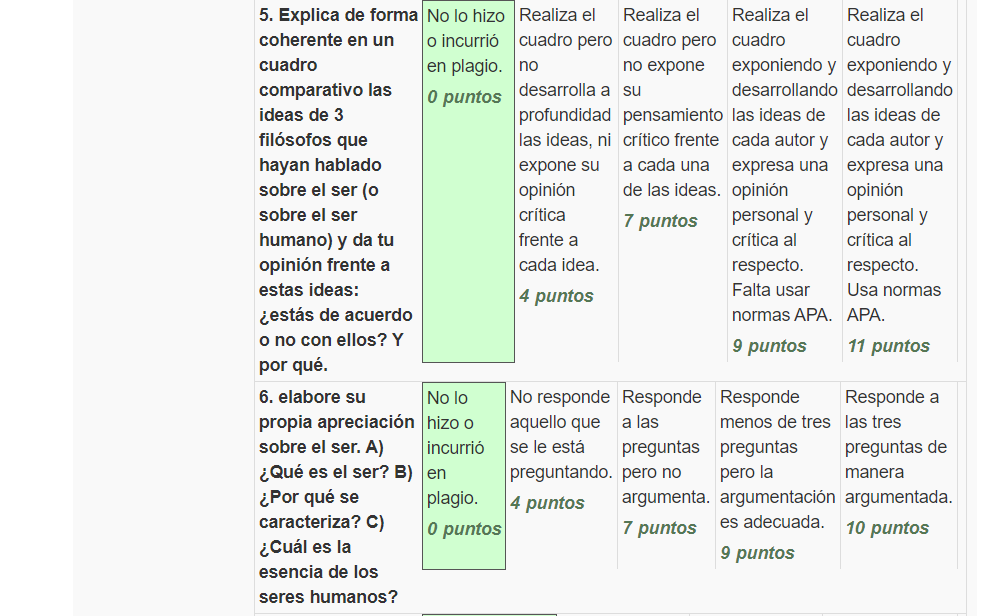 5. Explica de forma
coherente en un
cuadro
comparativo las
ideas de 3
filósofos que
hayan hablado
sobre el ser (o
sobre el ser
humano) y da tu
opinión frente a
estas ideas:
¿estás de acuerdo
o no con ellos? Y
por qué.
No lo hizo
o incurrió
en plagio.
0 puntos
Realiza el
cuadro pero
no
desarrolla a
profundidad
las ideas, ni
expone su
opinión
crítica
frente a
cada idea.
4 puntos
Realiza el
cuadro pero
no expone
su
pensamiento
crítico frente
a cada una
de las ideas.
7 puntos
Realiza el
cuadro
exponiendo y
desarrollando
las ideas de
cada autor y
expresa una
opinión
personal y
crítica al
respecto.
Falta usar
normas APA.
9 puntos
Realiza el
cuadro
exponiendo y
desarrollando
las ideas de
cada autor y
expresa una
opinión
personal y
crítica al
respecto.
Usa normas
APA.
11 puntos
6. elabore su
propia apreciación
sobre el ser. A)
¿Qué es el ser? B)
¿Por qué se
caracteriza? C)
¿Cuál es la
esencia de los
seres humanos?
No lo
hizo o
incurrió
en
plagio.
0 puntos
No responde
aquello que
se le está
preguntando.
4 puntos
Responde
a las
preguntas
pero no
argumenta.
7 puntos
Responde
menos de tres
preguntas
pero la
argumentación
es adecuada.
9 puntos
Responde a
las tres
preguntas de
manera
argumentada.
10 puntos